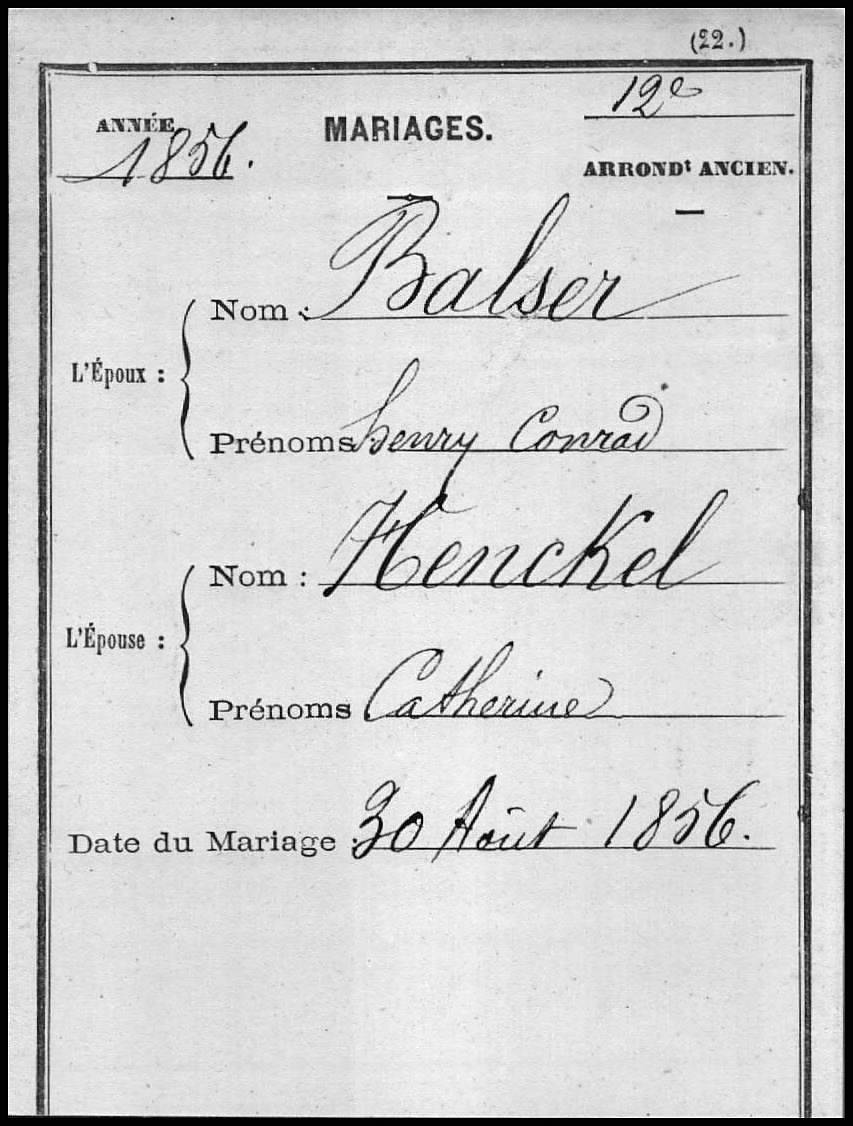 (22.)
12e
ANNÉE
1856.
MARIAGES.
ARRONDt ANCIEN.
L'Époux :
Nom : Balser
Prénoms : henry Conrad
L'Épouse :
Nom : Henckel
Prénoms Catherine
Date du Mariage : 30 Août 1856.